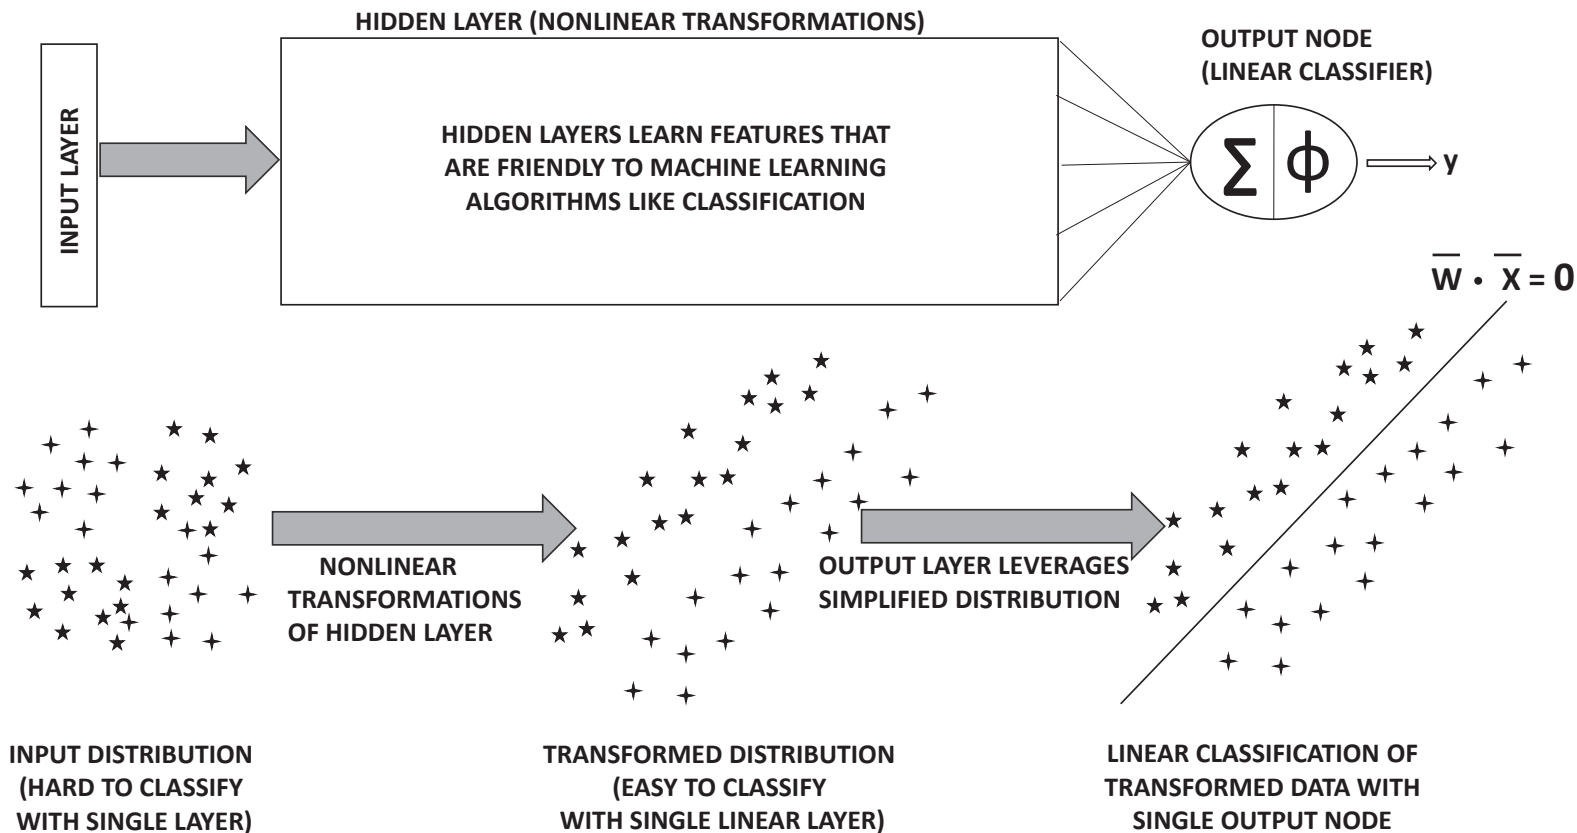 HIDDEN LAYER (NONLINEAR TRANSFORMATIONS)
INPUT LAYER
HIDDEN LAYERS LEARN FEATURES THAT
ARE FRIENDLY TO MACHINE LEARNING
ALGORITHMS LIKE CLASSIFICATION
OUTPUT NODE
(LINEAR CLASSIFIER)
∑ ϕ
y
W̅ · X̅ = 0
NONLINEAR
TRANSFORMATIONS
OF HIDDEN LAYER
OUTPUT LAYER LEVERAGES
SIMPLIFIED DISTRIBUTION
INPUT DISTRIBUTION
(HARD TO CLASSIFY
WITH SINGLE LAYER)
TRANSFORMED DISTRIBUTION
(EASY TO CLASSIFY
WITH SINGLE LINEAR LAYER)
LINEAR CLASSIFICATION OF
TRANSFORMED DATA WITH
SINGLE OUTPUT NODE